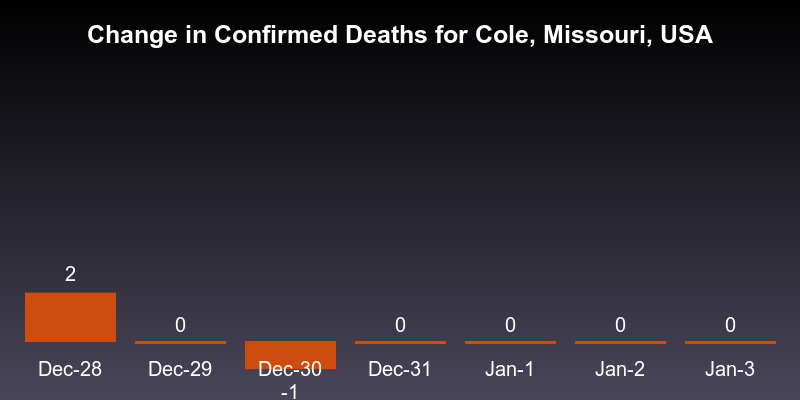 Change in Confirmed Deaths for Cole, Missouri, USA
2
0
0
0
0
0
Dec-28
Dec-29
Dec-30
Dec-31
Jan-1
Jan-2
Jan-3
-1